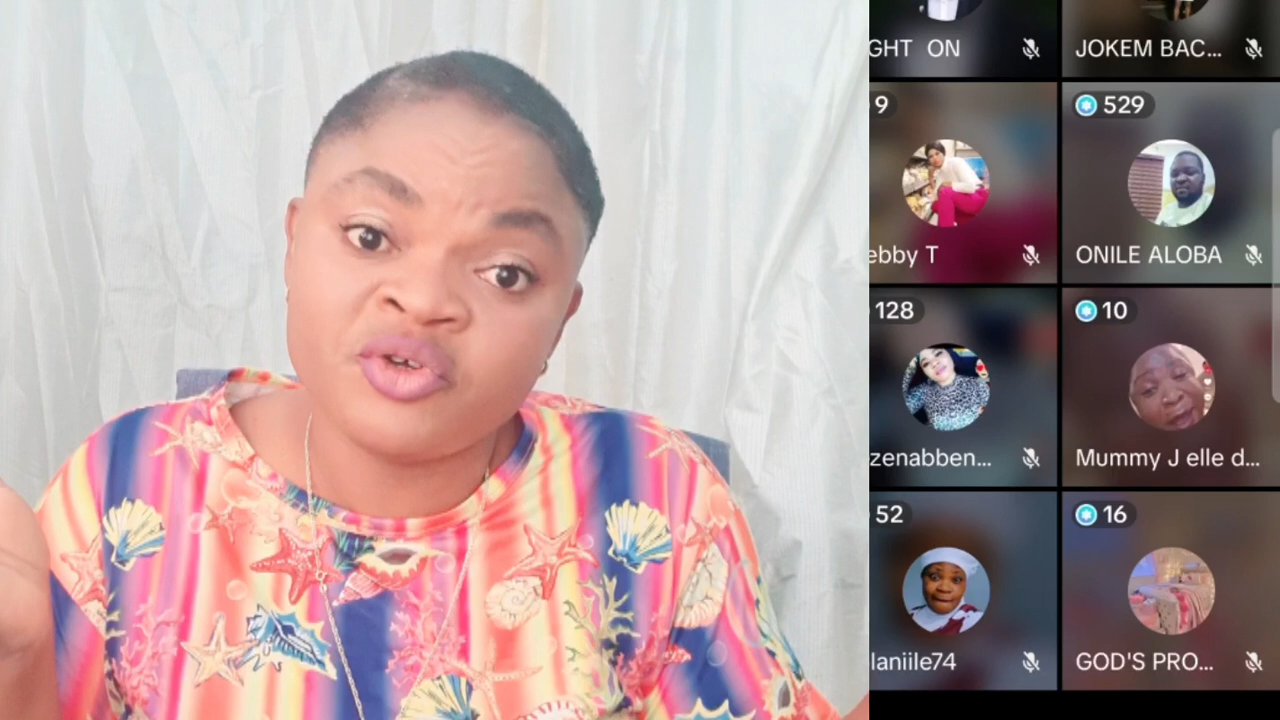 GHT ON
JOKEM BAC...
9
529
ebby T
ONILE ALOBA
128
10
zenabben...
Mummy J elle d...
52
16
laniile74
GOD'S PRO...